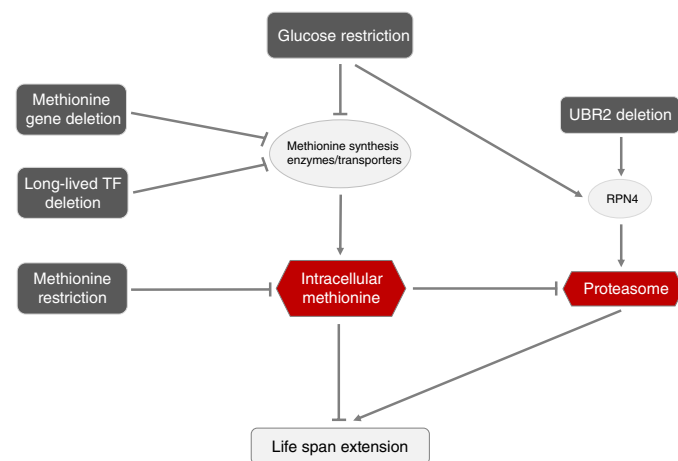 Glucose restriction
Methionine
gene deletion
UBR2 deletion
Methionine synthesis
enzymes/transporters
Long-lived TF
deletion
RPN4
Methionine
restriction
Intracellular
methionine
Proteasome
Life span extension